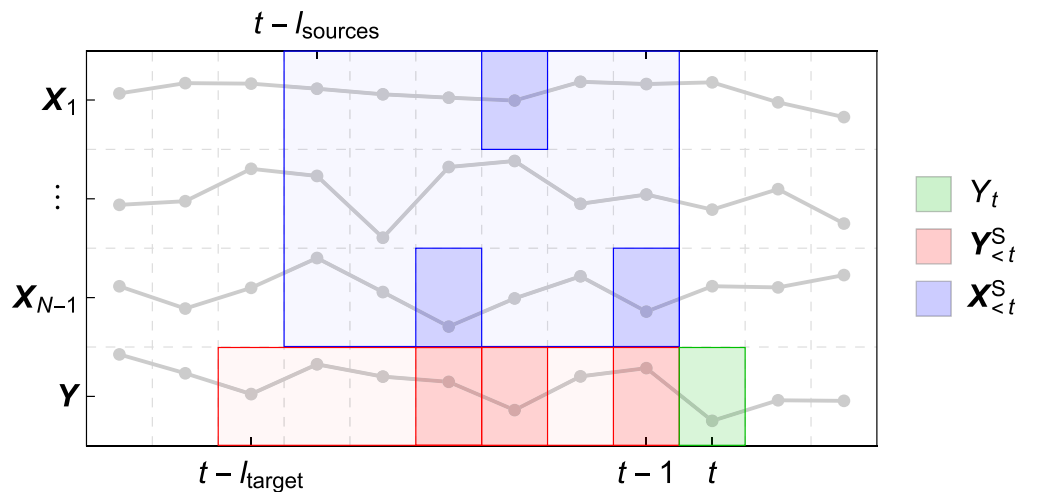 t − l_sources
X_1
⋮
X_{N−1}
Y
t − l_target
t − 1
t
Y_t
Y^S_{<t}
X^S_{<t}